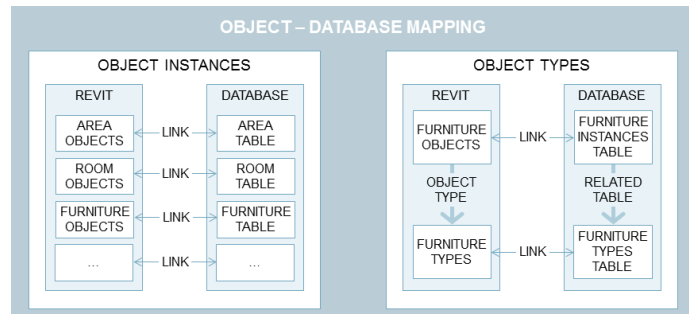 OBJECT – DATABASE MAPPING
OBJECT INSTANCES
REVIT
DATABASE
AREA
OBJECTS
LINK
AREA
TABLE
ROOM
OBJECTS
LINK
ROOM
TABLE
FURNITURE
OBJECTS
LINK
FURNITURE
TABLE
...
LINK
...
OBJECT TYPES
REVIT
DATABASE
FURNITURE
OBJECTS
LINK
FURNITURE
INSTANCES
TABLE
OBJECT
TYPE
RELATED
TABLE
FURNITURE
TYPES
LINK
FURNITURE
TYPES
TABLE